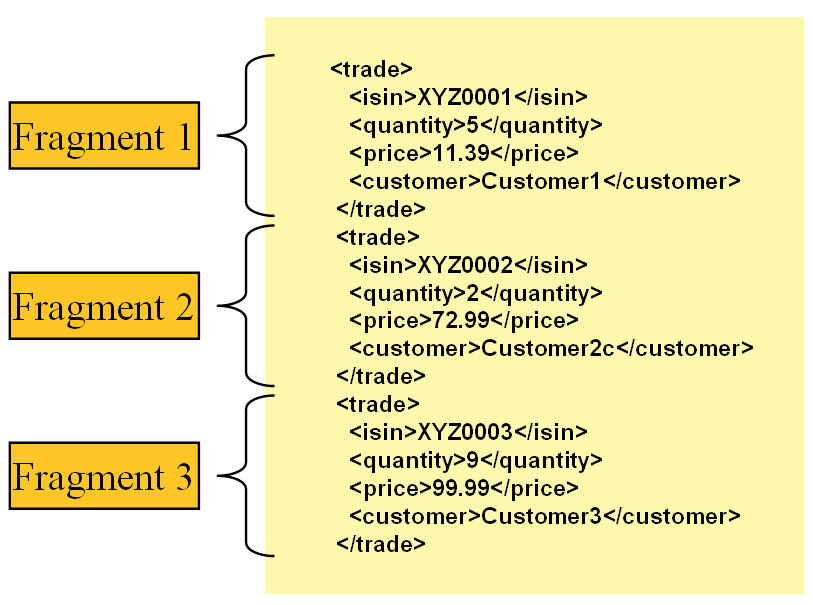 <trade>
<isin>XYZ0001</isin>
<quantity>5</quantity>
<price>11.39</price>
<customer>Customer1</customer>
</trade>
Fragment 1
<trade>
<isin>XYZ0002</isin>
<quantity>2</quantity>
<price>72.99</price>
<customer>Customer2c</customer>
</trade>
Fragment 2
<trade>
<isin>XYZ0003</isin>
<quantity>9</quantity>
<price>99.99</price>
<customer>Customer3</customer>
</trade>
Fragment 3